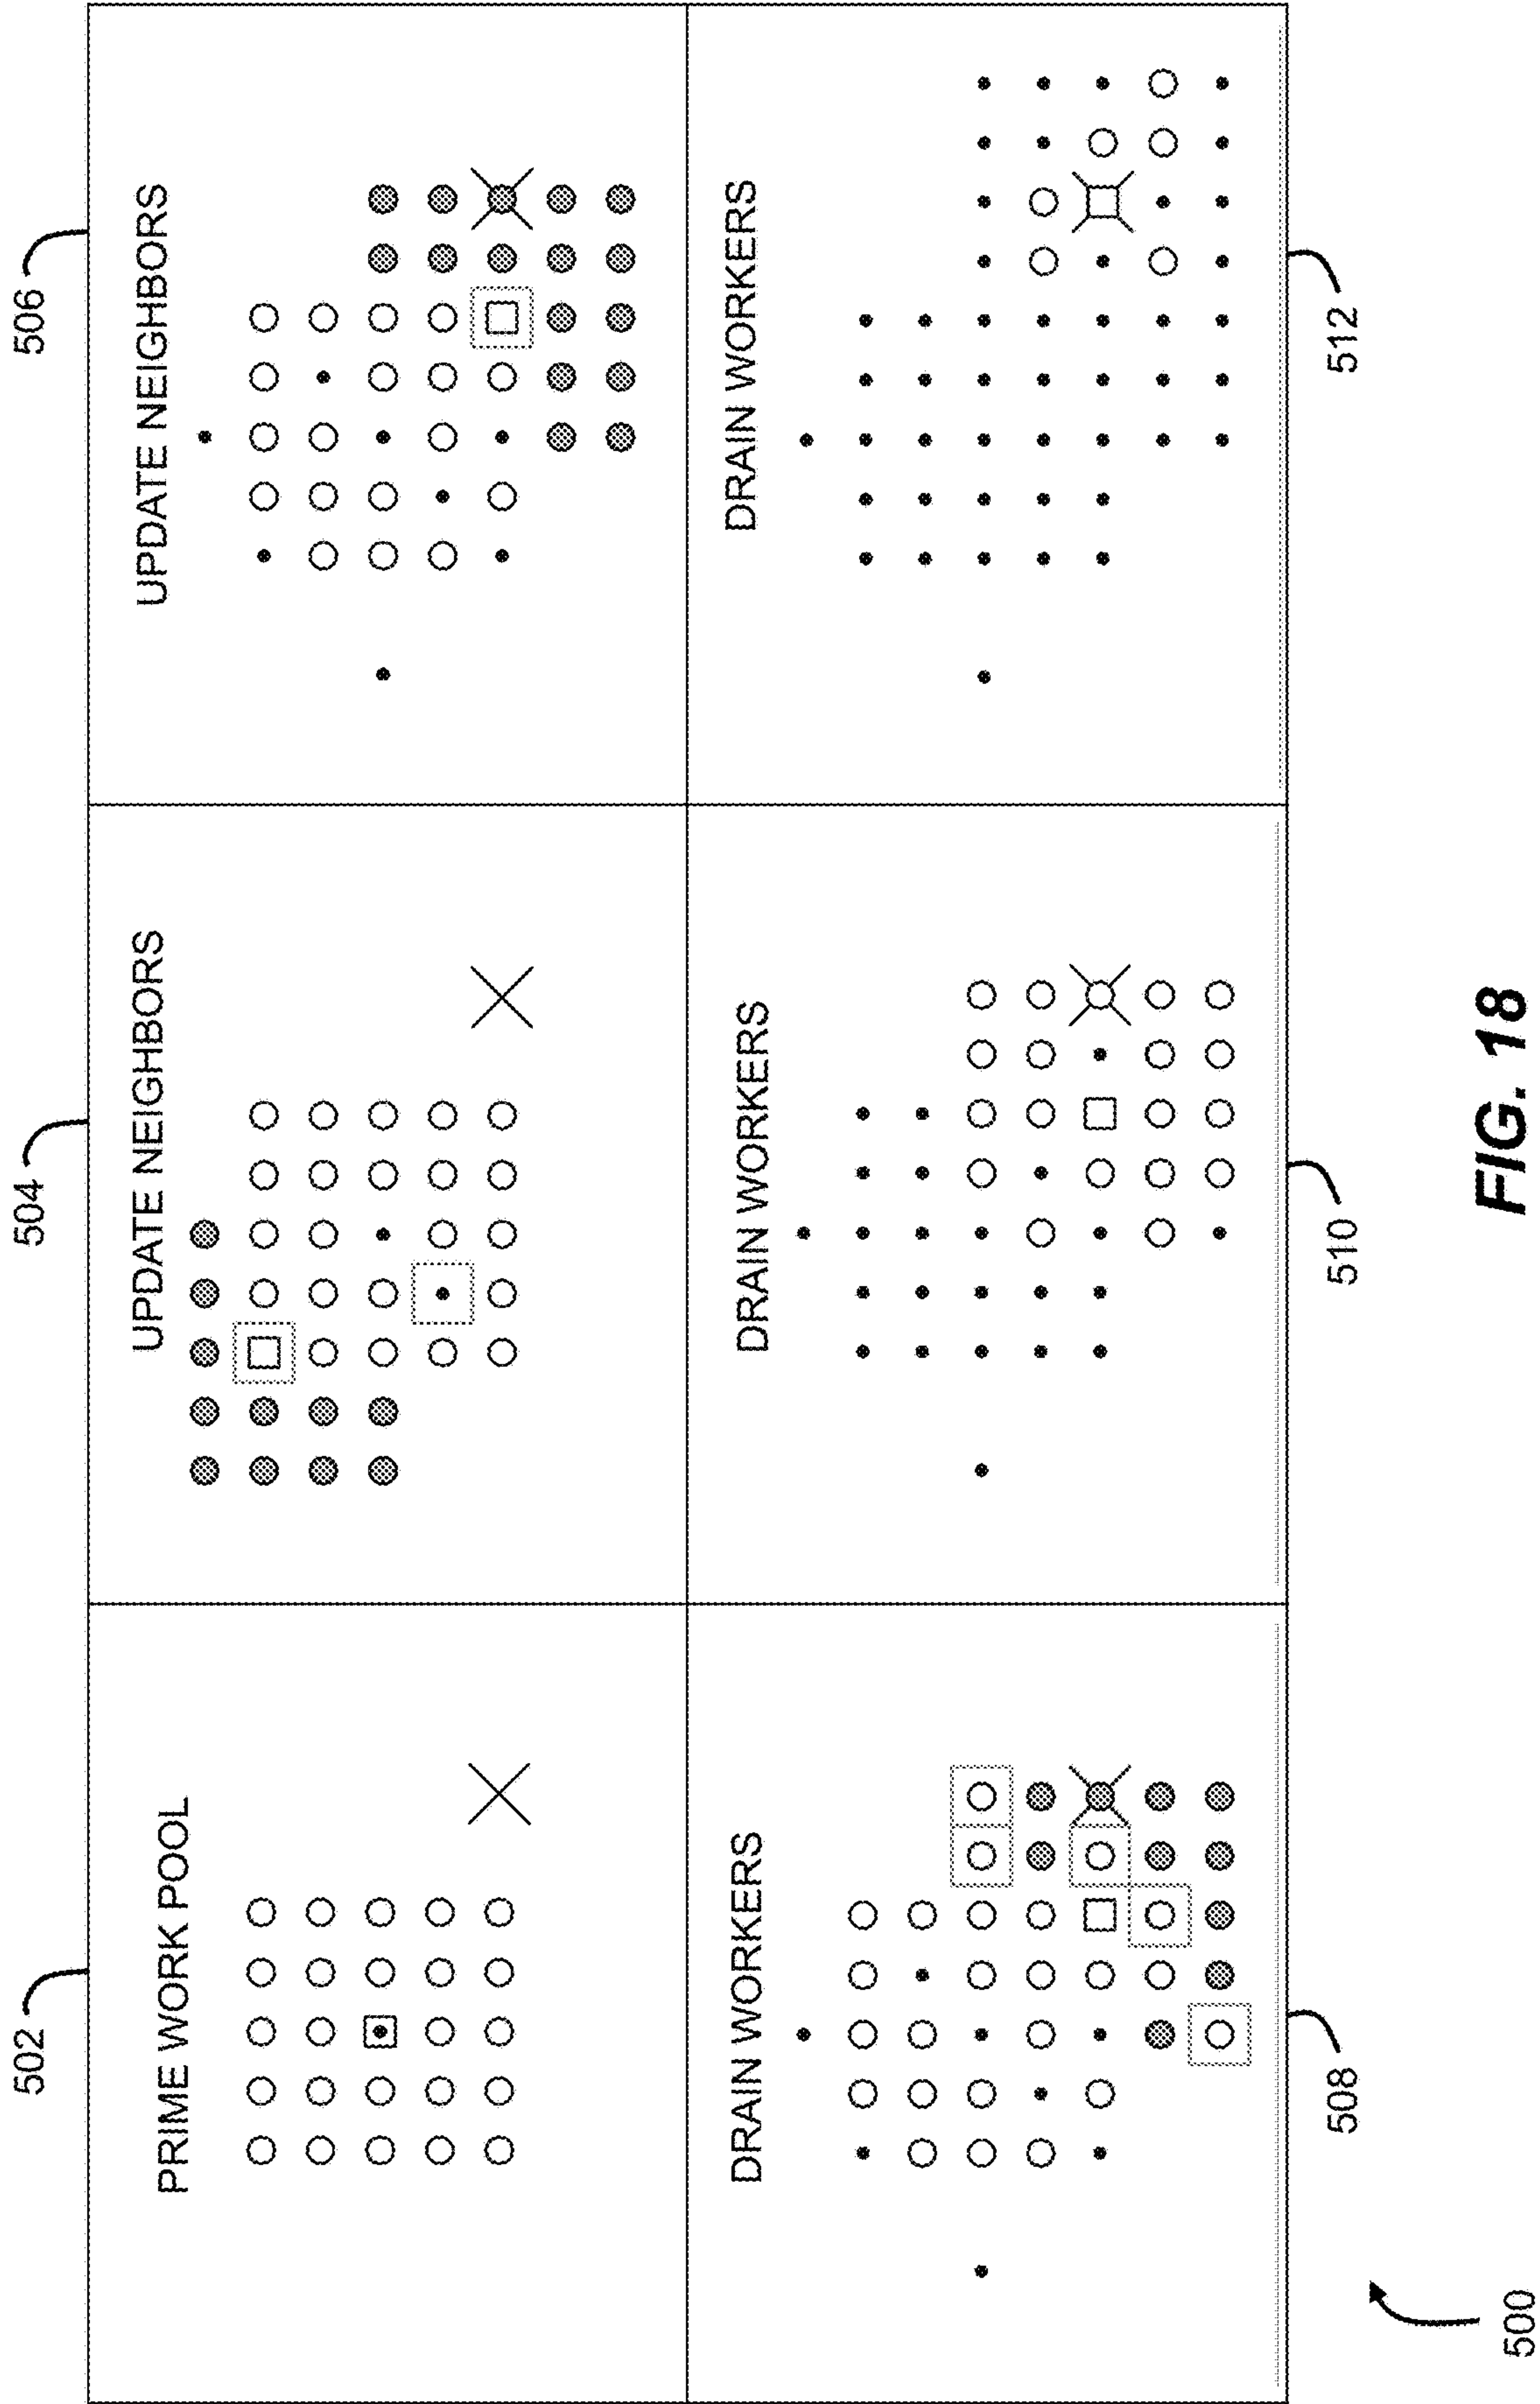 502
504
506
PRIME WORK POOL
UPDATE NEIGHBORS
UPDATE NEIGHBORS
DRAIN WORKERS
DRAIN WORKERS
DRAIN WORKERS
508
510
512
500
FIG. 18